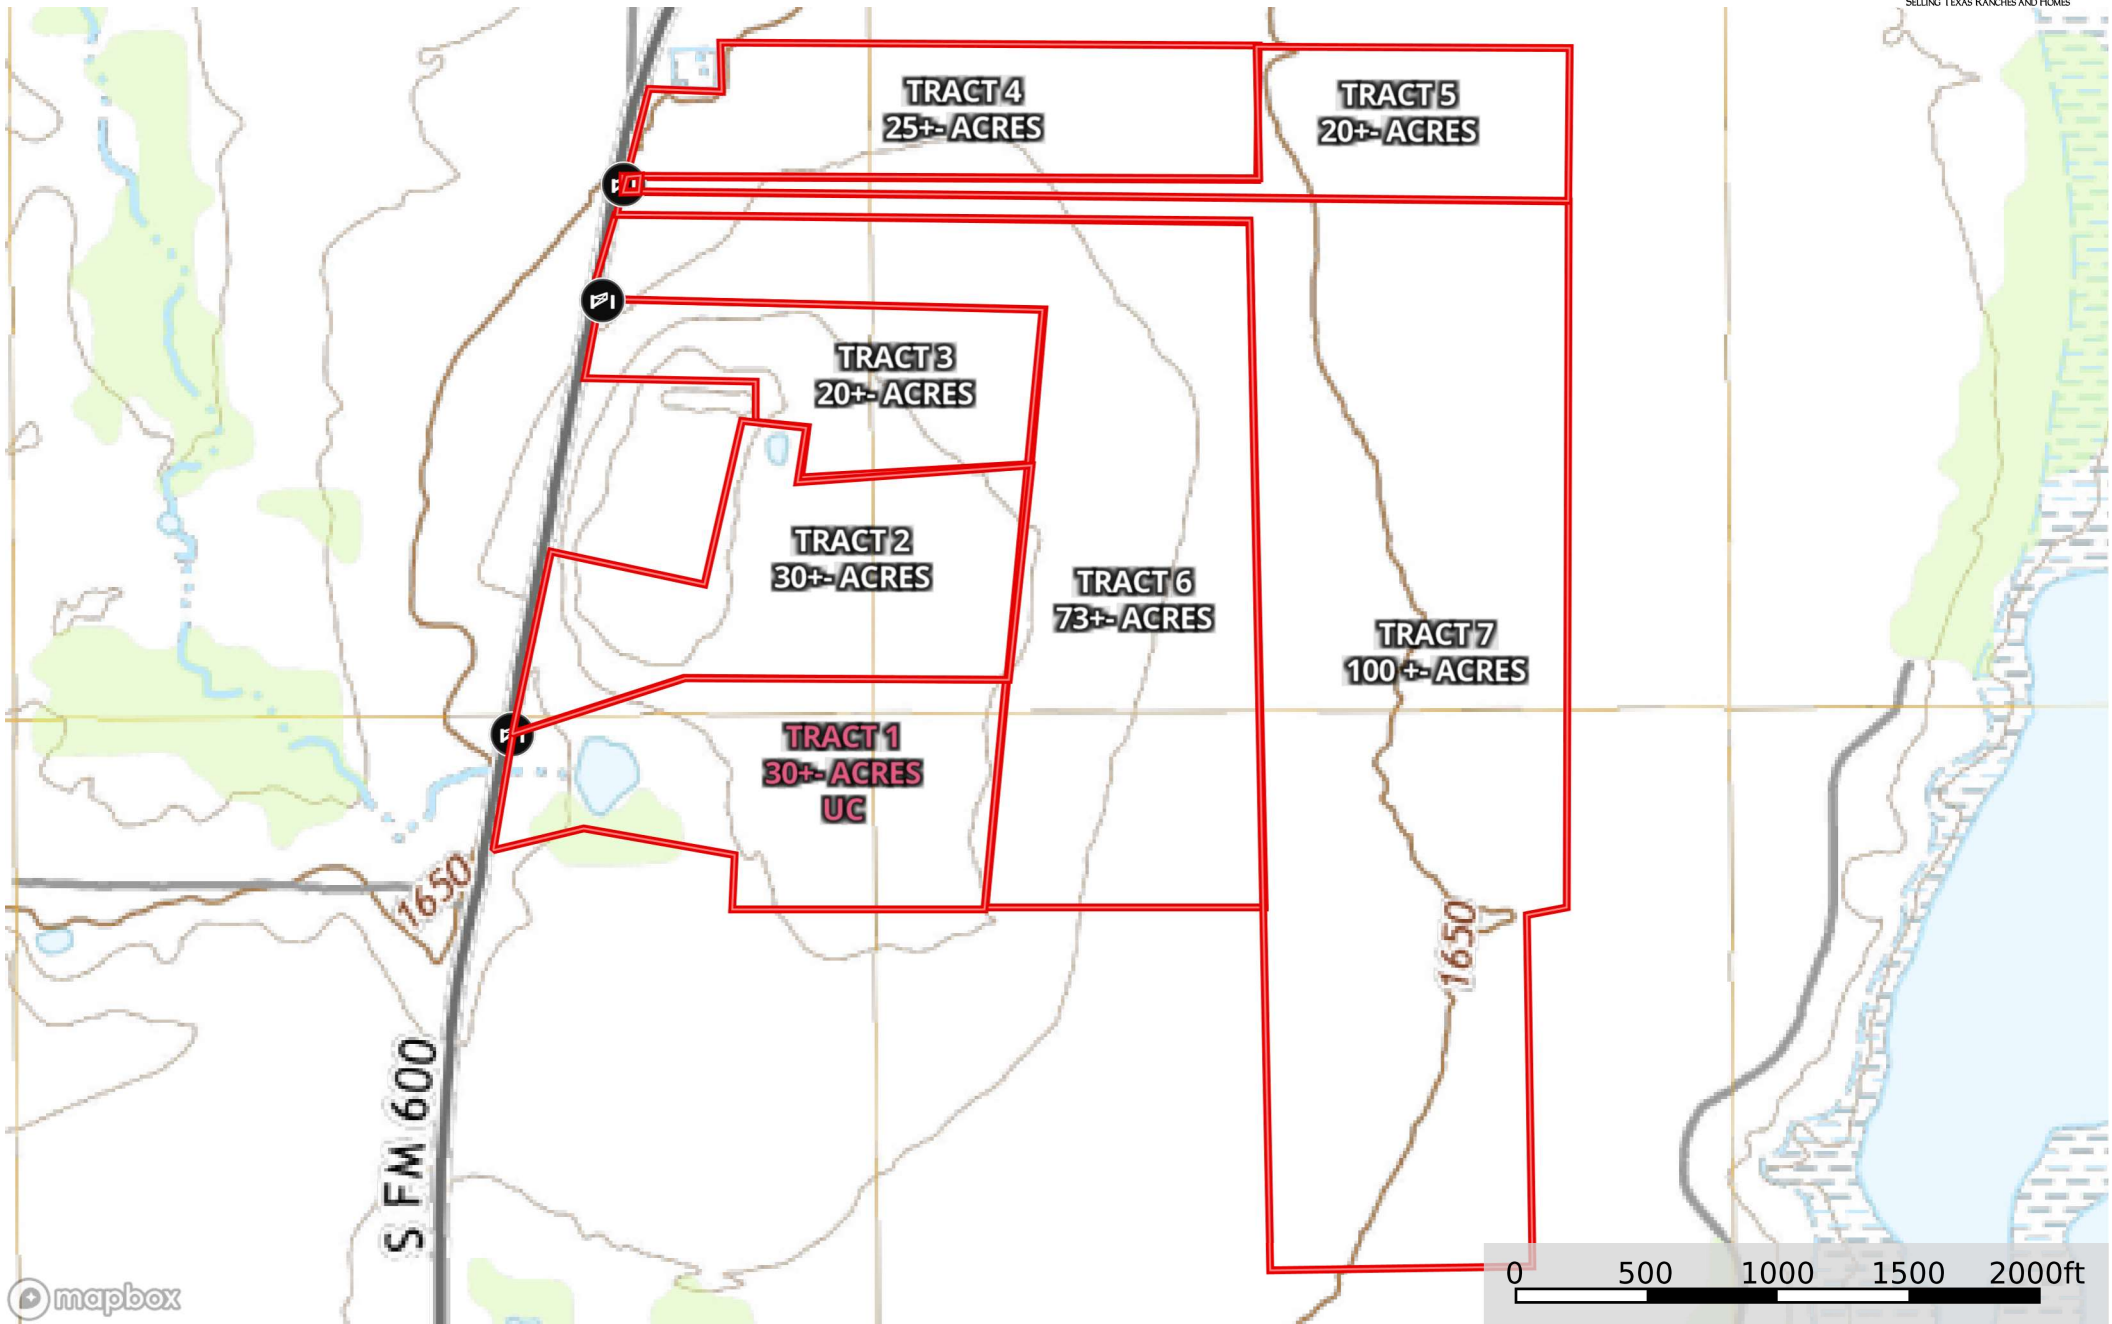 SELLING TEXAS RANCHES AND HOMES
TRACT 4
25+- ACRES
TRACT 5
20+- ACRES
TRACT 3
20+- ACRES
TRACT 2
30+- ACRES
TRACT 6
73+- ACRES
TRACT 7
100 +- ACRES
TRACT 1
30+- ACRES
UC
1650
1650
S FM 600
0 500 1000 1500 2000ft
mapbox